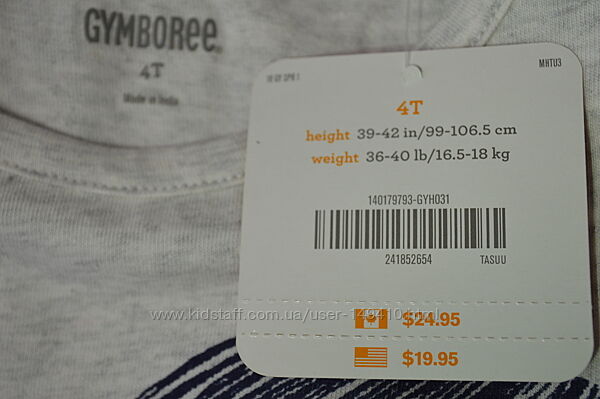 GYMBOREE®
4T
Made in India
MHTU3
4T
height 39-42 in/99-106.5 cm
weight 36-40 lb/16.5-18 kg
140179793-GYH031
241852654 TASUU
$24.95
$19.95